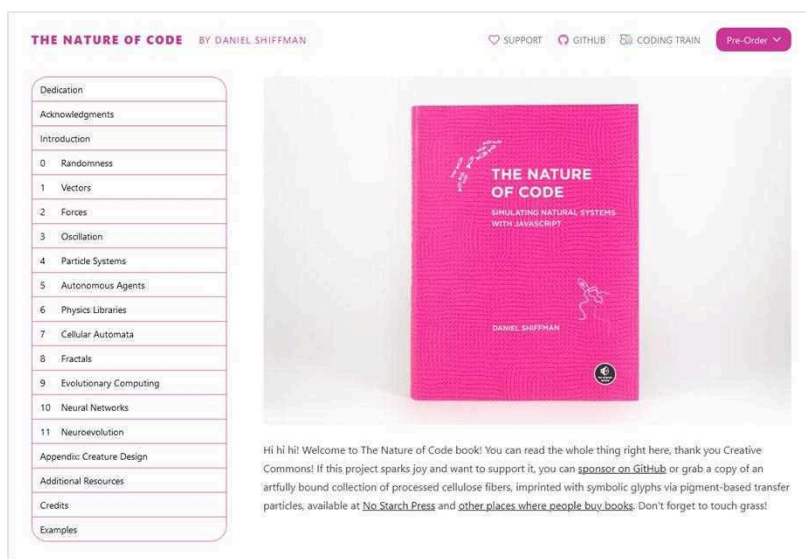 THE NATURE OF CODE BY DANIEL SHIFFMAN
SUPPORT
GITHUB
CODING TRAIN
Pre-Order
Dedication
Acknowledgments
Introduction
0 Randomness
1 Vectors
2 Forces
3 Oscillation
4 Particle Systems
5 Autonomous Agents
6 Physics Libraries
7 Cellular Automata
8 Fractals
9 Evolutionary Computing
10 Neural Networks
11 Neuroevolution
Appendix: Creature Design
Additional Resources
Credits
Examples
THE NATURE
OF CODE
SIMULATING NATURAL SYSTEMS
WITH JAVASCRIPT
DANIEL SHIFFMAN
Hi hi hi! Welcome to The Nature of Code book! You can read the whole thing right here, thank you Creative
Commons! If this project sparks joy and want to support it, you can sponsor on GitHub or grab a copy of an
artfully bound collection of processed cellulose fibers, imprinted with symbolic glyphs via pigment-based transfer
particles, available at No Starch Press and other places where people buy books. Don't forget to touch grass!